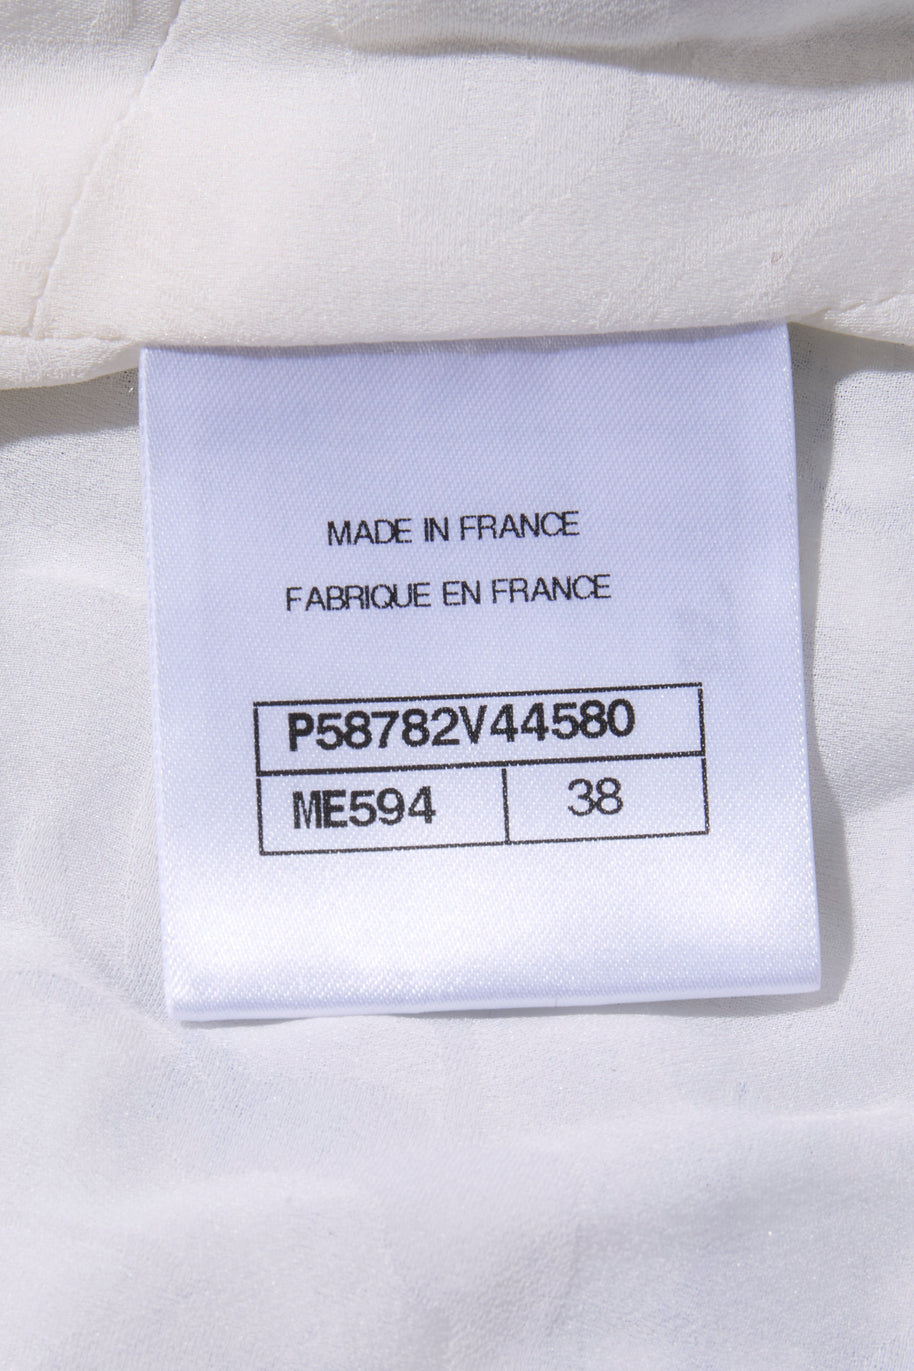 MADE IN FRANCE
FABRIQUE EN FRANCE
P58782V44580
ME594 38